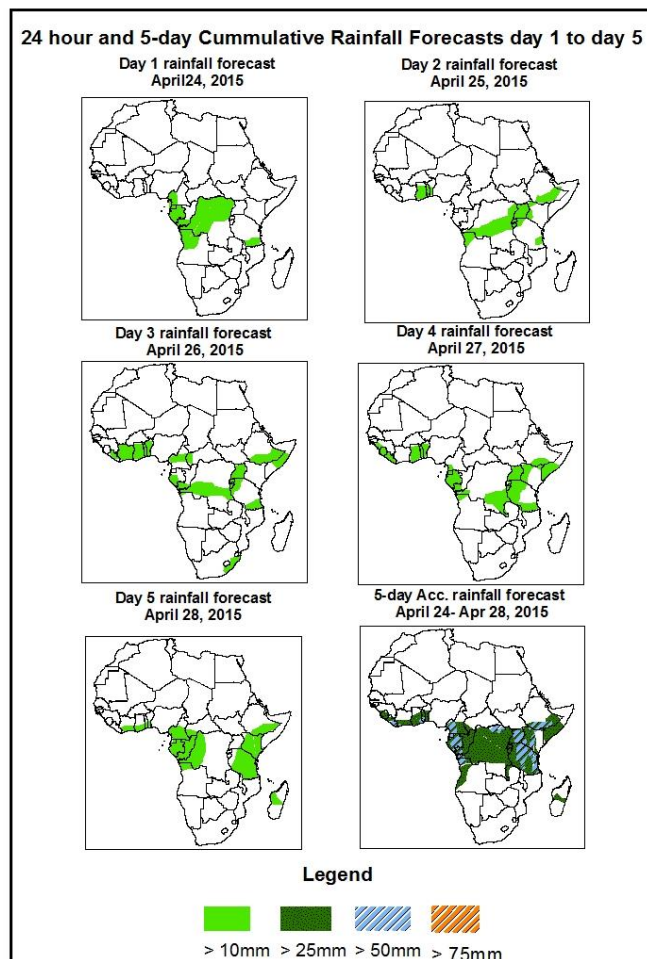 24 hour and 5-day Cummulative Rainfall Forecasts day 1 to day 5
Day 1 rainfall forecast
April24, 2015
Day 2 rainfall forecast
April 25, 2015
Day 3 rainfall forecast
April 26, 2015
Day 4 rainfall forecast
April 27, 2015
Day 5 rainfall forecast
April 28, 2015
5-day Acc. rainfall forecast
April 24- Apr 28, 2015
Legend
> 10mm > 25mm > 50mm > 75mm